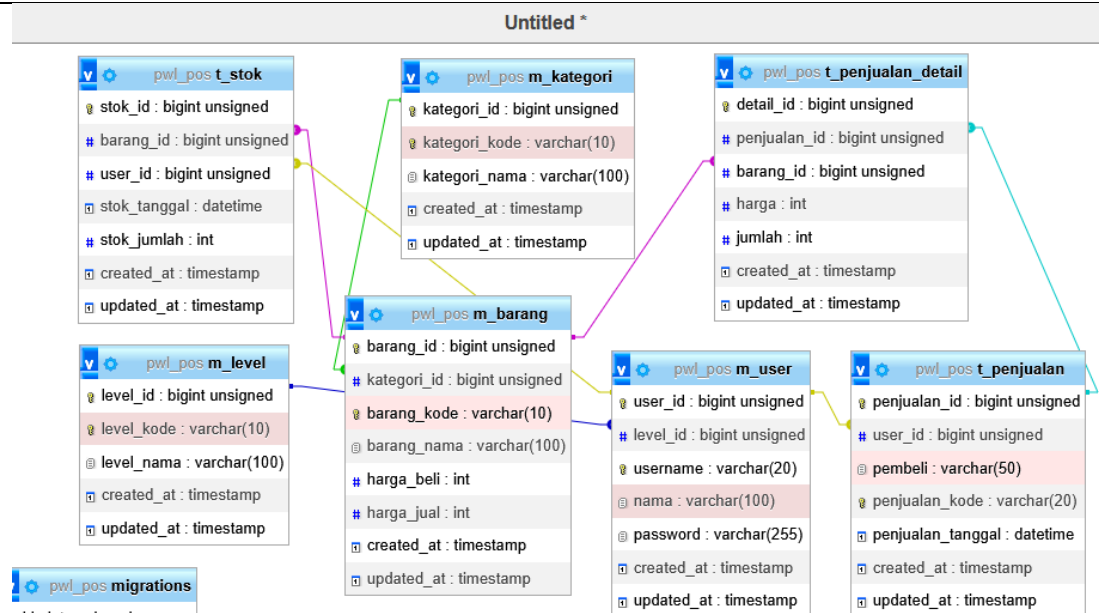 Untitled *
pwl_pos t_stok
stok_id : bigint unsigned
barang_id : bigint unsigned
user_id : bigint unsigned
stok_tanggal : datetime
stok_jumlah : int
created_at : timestamp
updated_at : timestamp
pwl_pos m_kategori
kategori_id : bigint unsigned
kategori_kode : varchar(10)
kategori_nama : varchar(100)
created_at : timestamp
updated_at : timestamp
pwl_pos t_penjualan_detail
detail_id : bigint unsigned
penjualan_id : bigint unsigned
barang_id : bigint unsigned
harga : int
jumlah : int
created_at : timestamp
updated_at : timestamp
pwl_pos m_level
level_id : bigint unsigned
level_kode : varchar(10)
level_nama : varchar(100)
created_at : timestamp
updated_at : timestamp
pwl_pos m_barang
barang_id : bigint unsigned
kategori_id : bigint unsigned
barang_kode : varchar(10)
barang_nama : varchar(100)
harga_beli : int
harga_jual : int
created_at : timestamp
updated_at : timestamp
pwl_pos m_user
user_id : bigint unsigned
level_id : bigint unsigned
username : varchar(20)
nama : varchar(100)
password : varchar(255)
created_at : timestamp
updated_at : timestamp
pwl_pos t_penjualan
penjualan_id : bigint unsigned
user_id : bigint unsigned
pembeli : varchar(50)
penjualan_kode : varchar(20)
penjualan_tanggal : datetime
created_at : timestamp
updated_at : timestamp
pwl_pos migrations